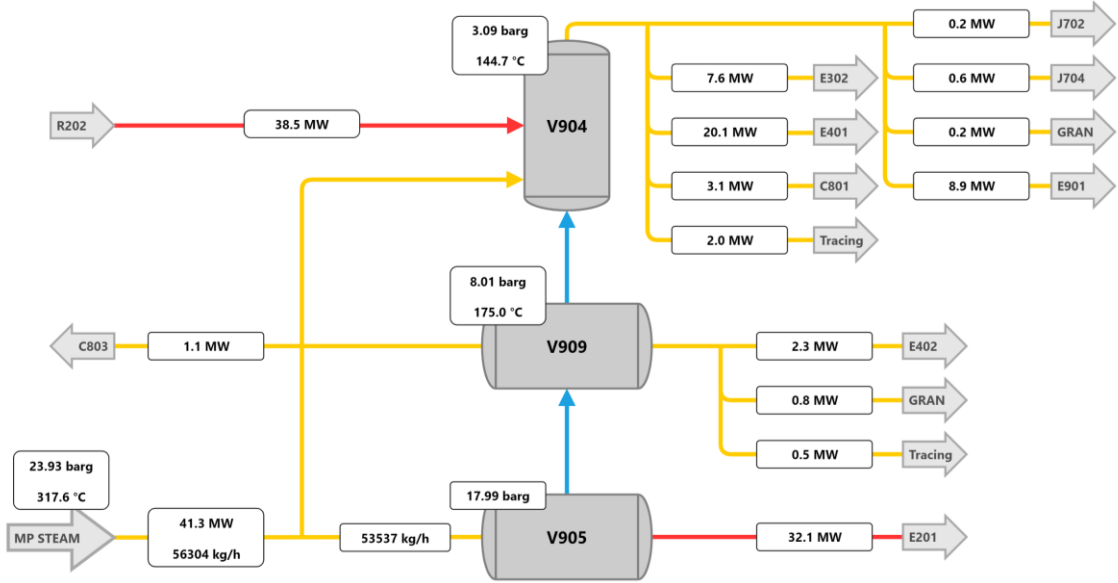 3.09 barg
144.7 °C
0.2 MW
J702
7.6 MW
E302
0.6 MW
J704
R202
38.5 MW
V904
20.1 MW
E401
0.2 MW
GRAN
3.1 MW
C801
8.9 MW
E901
2.0 MW
Tracing
8.01 barg
175.0 °C
C803
1.1 MW
V909
2.3 MW
E402
0.8 MW
GRAN
0.5 MW
Tracing
23.93 barg
317.6 °C
17.99 barg
MP STEAM
41.3 MW
56304 kg/h
53537 kg/h
V905
32.1 MW
E201